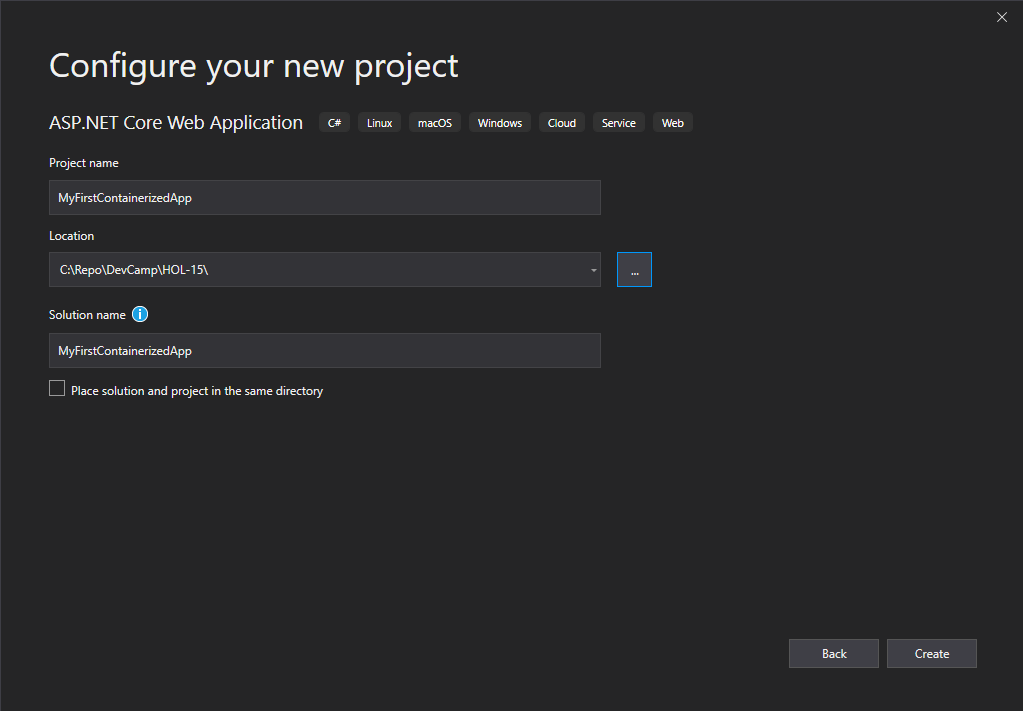 Configure your new project
ASP.NET Core Web Application C# Linux macOS Windows Cloud Service Web
Project name
MyFirstContainerizedApp
Location
C:\Repo\DevCamp\HOL-15\
...
Solution name i
MyFirstContainerizedApp
Place solution and project in the same directory
Back Create